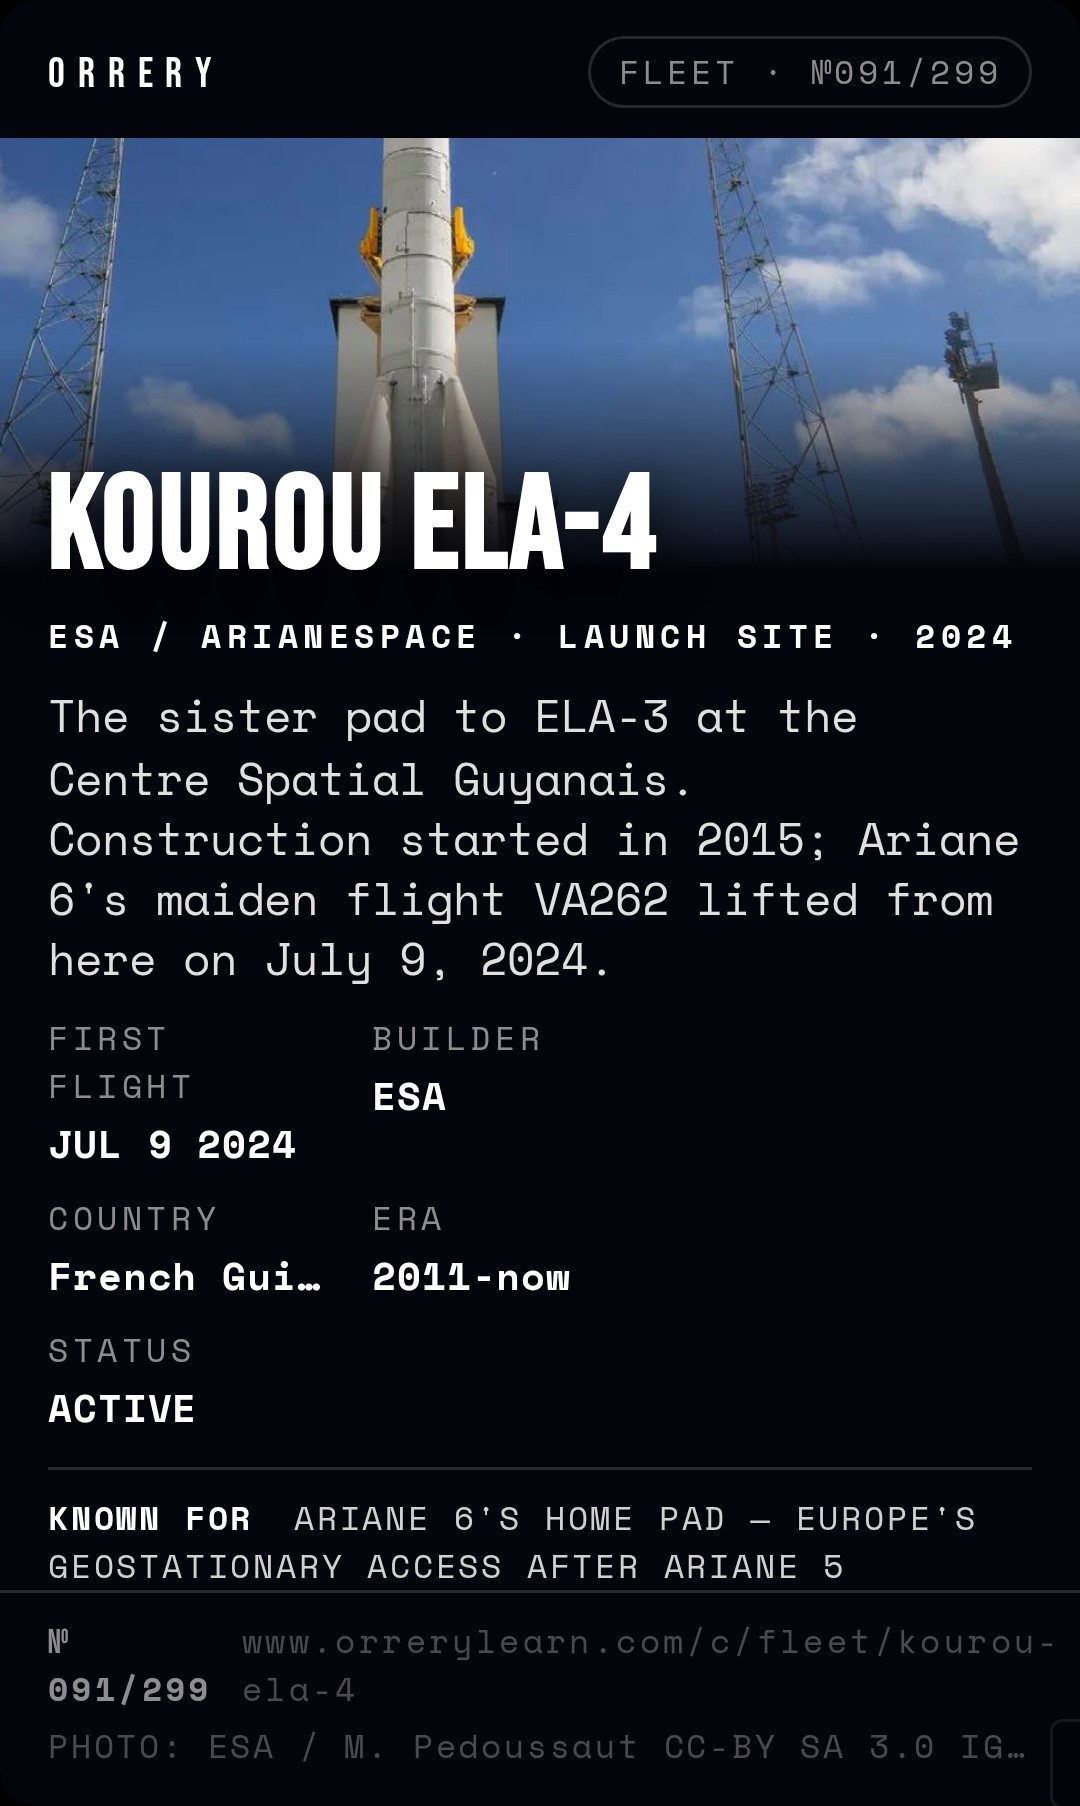 ORRERY
FLEET · №091/299
KOUROU ELA-4
ESA / ARIANESPACE · LAUNCH SITE · 2024
The sister pad to ELA-3 at the
Centre Spatial Guyanais.
Construction started in 2015; Ariane
6's maiden flight VA262 lifted from
here on July 9, 2024.
FIRST
FLIGHT
JUL 9 2024
BUILDER
ESA
COUNTRY
French Gui…
ERA
2011-now
STATUS
ACTIVE
KNOWN FOR ARIANE 6'S HOME PAD — EUROPE'S
GEOSTATIONARY ACCESS AFTER ARIANE 5
№
091/299
www.orrerylearn.com/c/fleet/kourou-
ela-4
PHOTO: ESA / M. Pedoussaut CC-BY SA 3.0 IG…